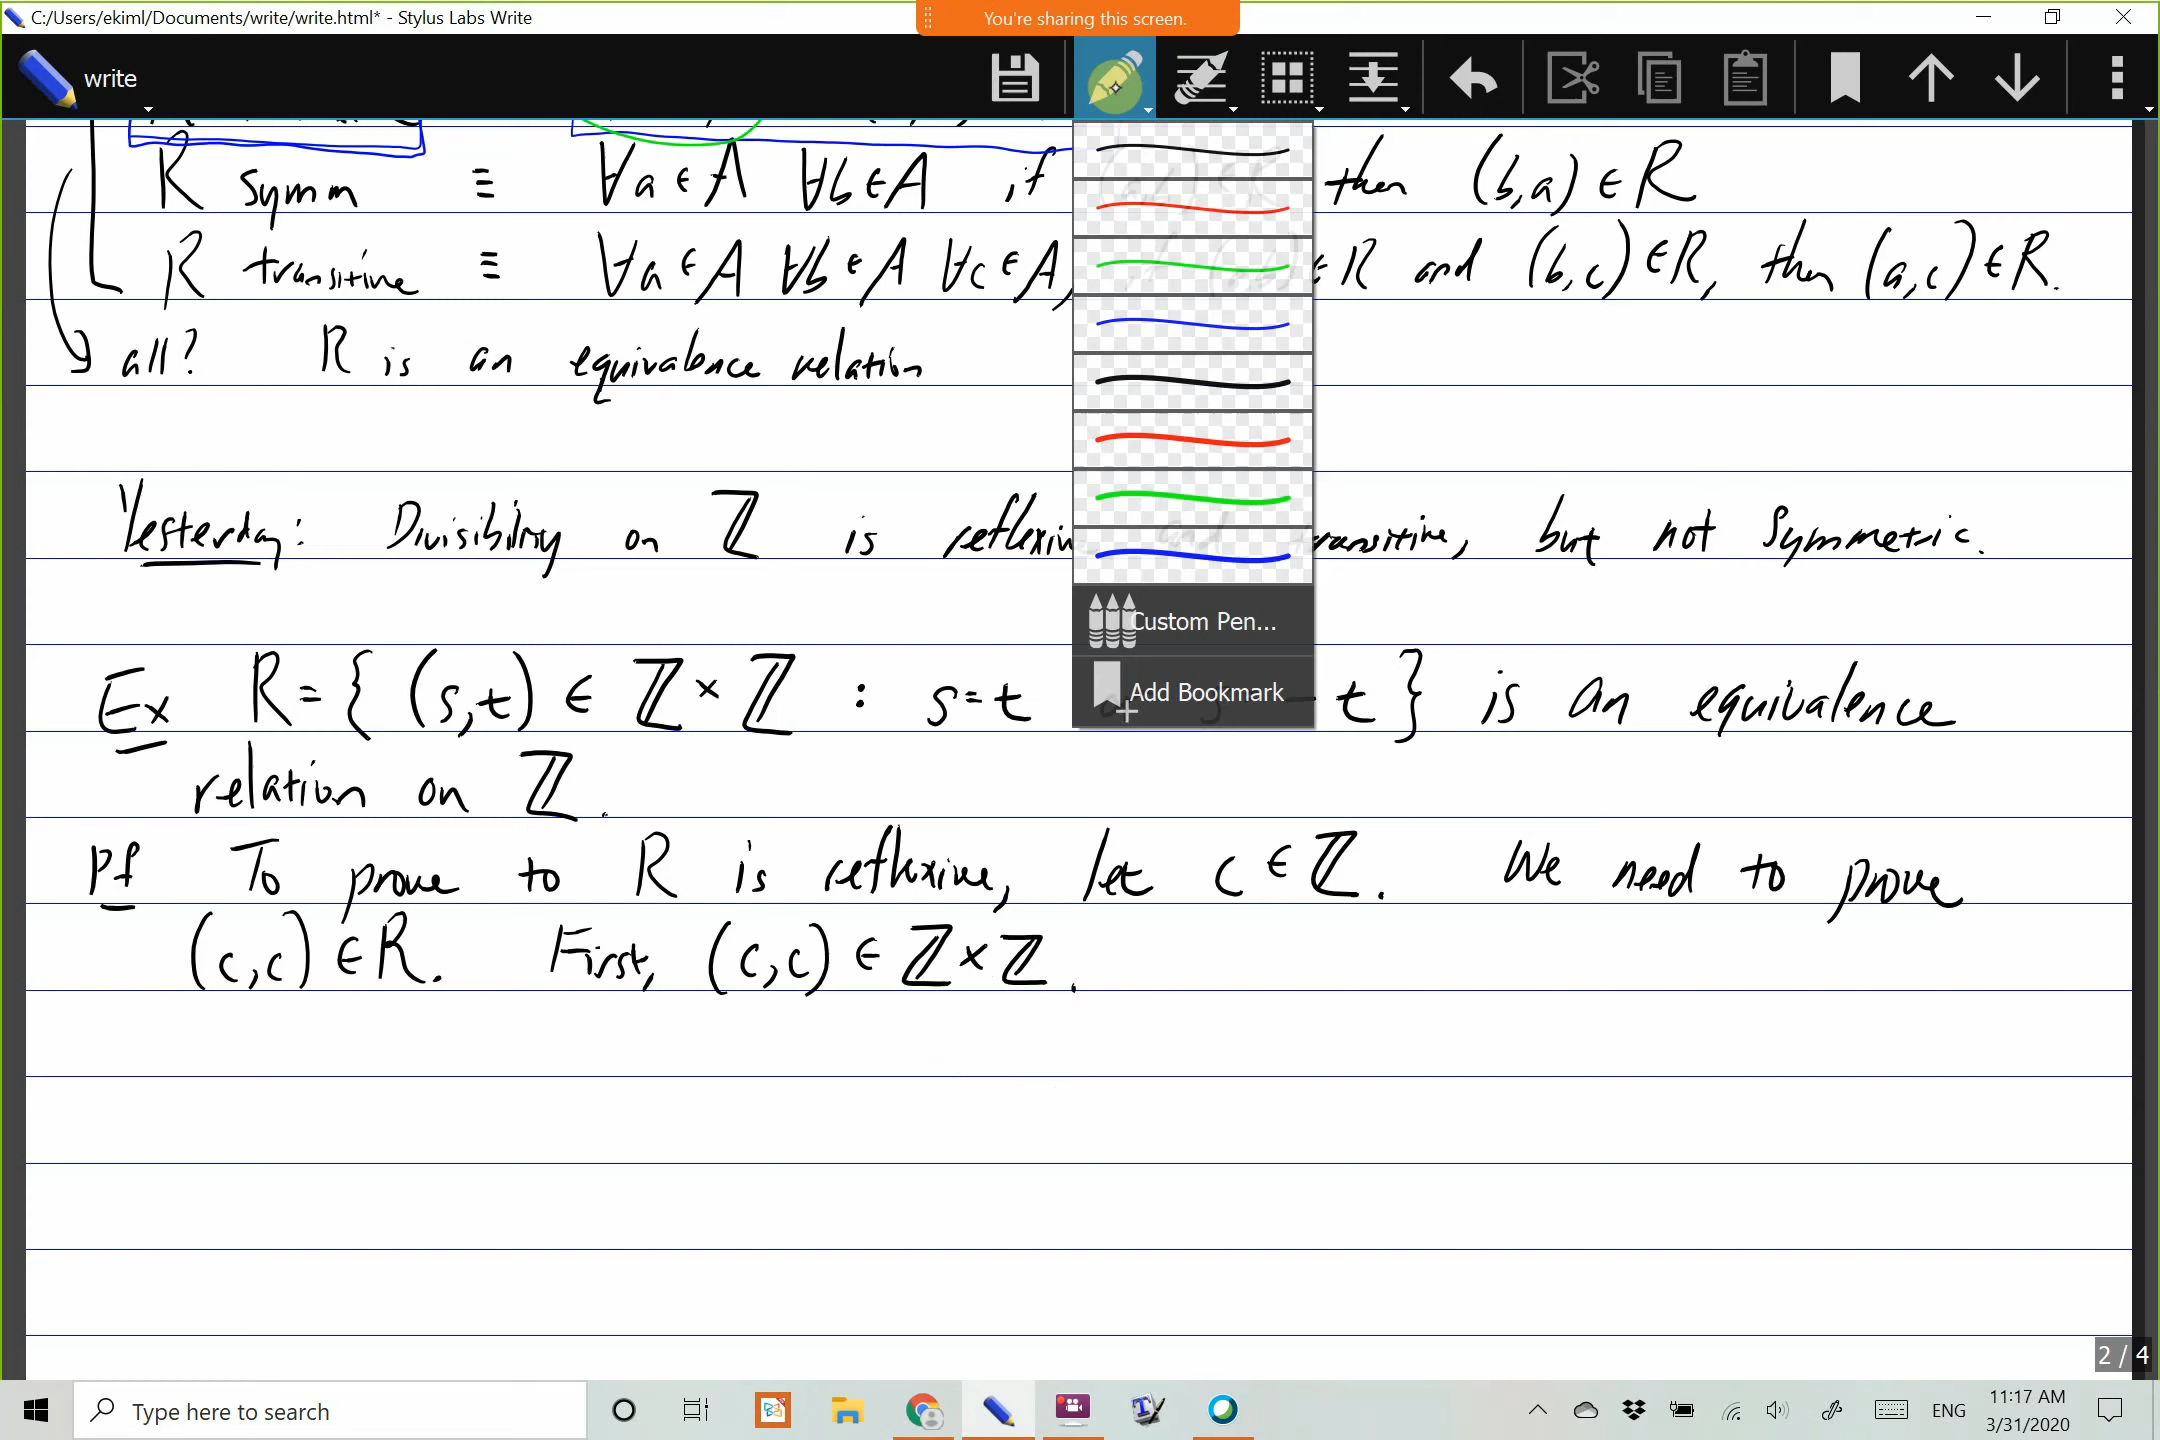 C:/Users/ekiml/Documents/write/write.html* - Stylus Labs Write
You're sharing this screen.
write
R symm ≡ ∀a ∈ A ∀b ∈ A if then (b,a) ∈ R
R transitive ≡ ∀a ∈ A ∀b ∈ A ∀c ∈ A, ∈ R and (b,c) ∈ R, then (a,c) ∈ R.
all? R is an equivalence relation
Yesterday: Divisibility on ℤ is reflexive and transitive, but not symmetric.
Custom Pen...
Add Bookmark
Ex R = { (s,t) ∈ ℤ × ℤ : s = t - t } is an equivalence
relation on ℤ.
Pf To prove to R is reflexive, let c ∈ ℤ. We need to prove
(c,c) ∈ R. First, (c,c) ∈ ℤ × ℤ.
2 / 4
Type here to search
ENG
11:17 AM
3/31/2020